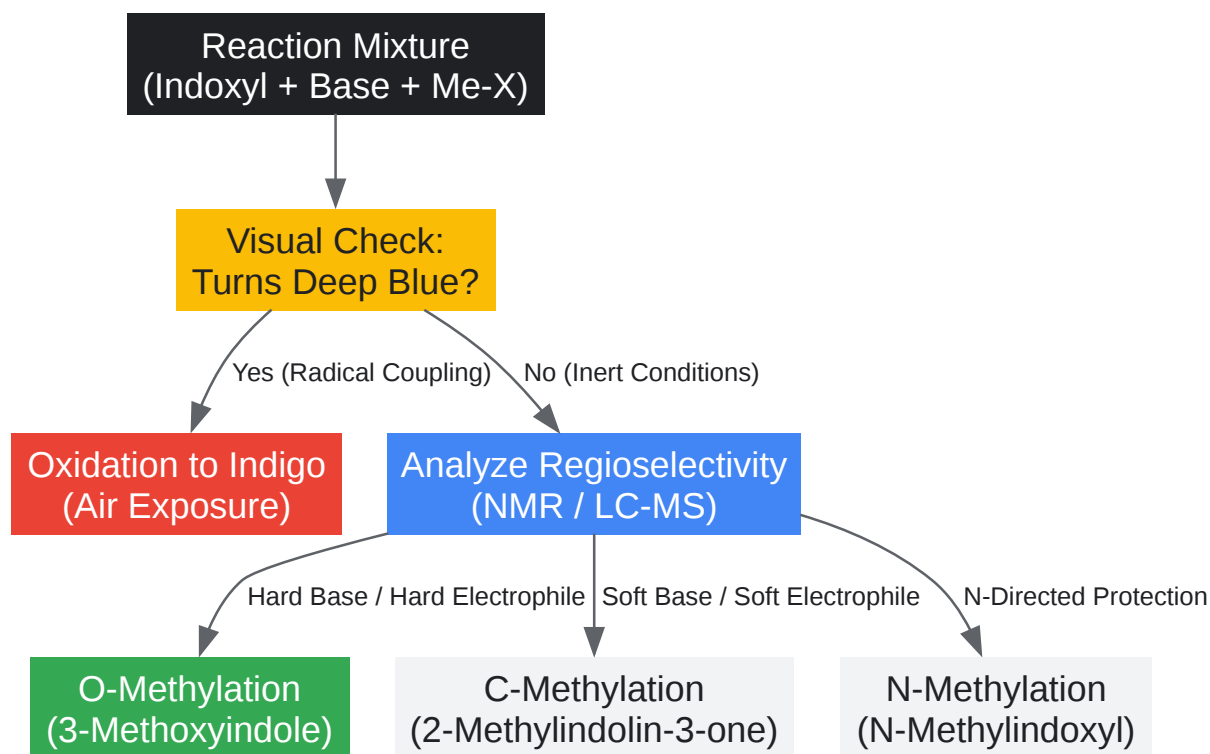 Reaction Mixture
(Indoxyl + Base + Me-X)
Visual Check:
Turns Deep Blue?
Yes (Radical Coupling)
No (Inert Conditions)
Oxidation to Indigo
(Air Exposure)
Analyze Regioselectivity
(NMR / LC-MS)
Hard Base / Hard Electrophile
Soft Base / Soft Electrophile
N-Directed Protection
O-Methylation
(3-Methoxyindole)
C-Methylation
(2-Methylindolin-3-one)
N-Methylation
(N-Methylindoxyl)